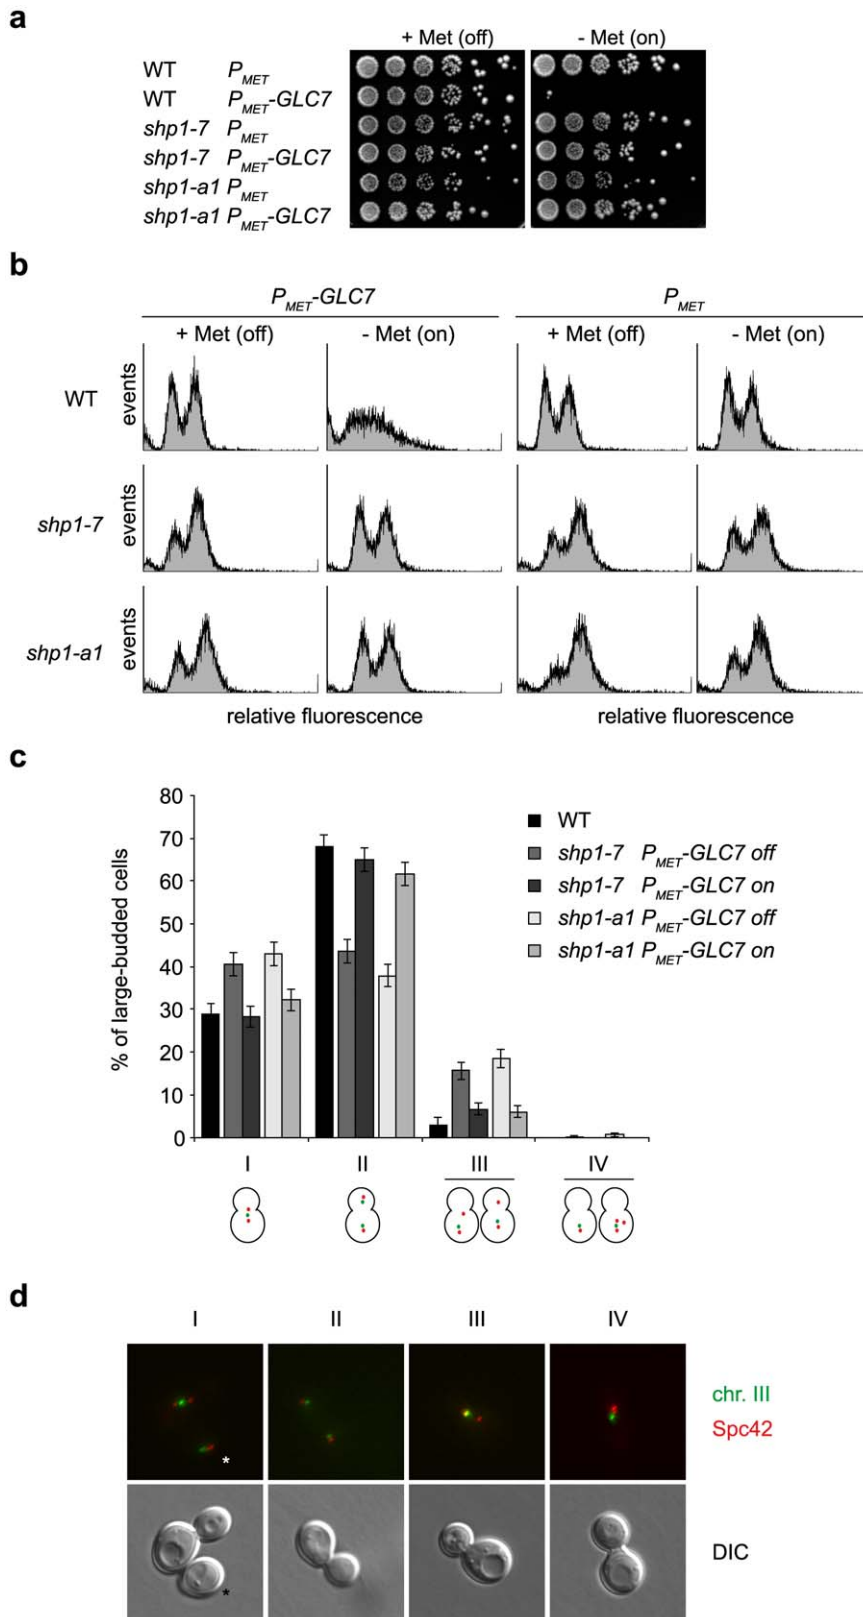 a
+ Met (off) - Met (on)
WT P_MET
WT P_MET-GLC7
shp1-7 P_MET
shp1-7 P_MET-GLC7
shp1-a1 P_MET
shp1-a1 P_MET-GLC7
b
P_MET-GLC7 P_MET
+ Met (off) - Met (on) + Met (off) - Met (on)
WT events
shp1-7 events
shp1-a1 events
relative fluorescence relative fluorescence
c
% of large-budded cells
80
70
60
50
40
30
20
10
0
WT
shp1-7 P_MET-GLC7 off
shp1-7 P_MET-GLC7 on
shp1-a1 P_MET-GLC7 off
shp1-a1 P_MET-GLC7 on
I II III IV
d
I II III IV
chr. III
Spc42
*
DIC
*